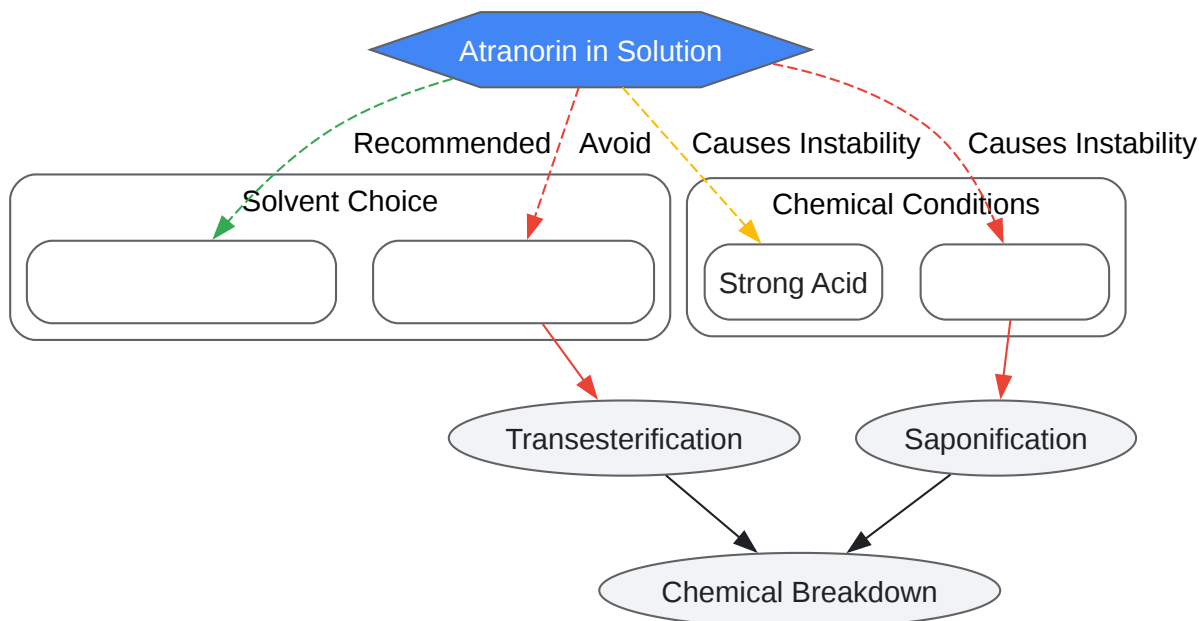 Atranorin in Solution
Recommended
Avoid
Causes Instability
Causes Instability
Solvent Choice
Chemical Conditions
Strong Acid
Transesterification
Saponification
Chemical Breakdown